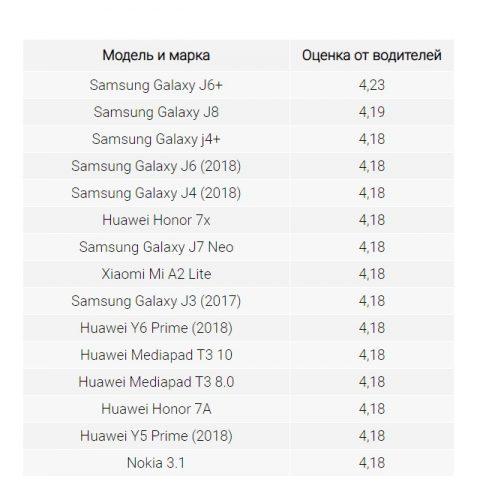 Модель и марка Оценка от водителей
Samsung Galaxy J6+ 4,23
Samsung Galaxy J8 4,19
Samsung Galaxy j4+ 4,18
Samsung Galaxy J6 (2018) 4,18
Samsung Galaxy J4 (2018) 4,18
Huawei Honor 7x 4,18
Samsung Galaxy J7 Neo 4,18
Xiaomi Mi A2 Lite 4,18
Samsung Galaxy J3 (2017) 4,18
Huawei Y6 Prime (2018) 4,18
Huawei Mediapad T3 10 4,18
Huawei Mediapad T3 8.0 4,18
Huawei Honor 7A 4,18
Huawei Y5 Prime (2018) 4,18
Nokia 3.1 4,18